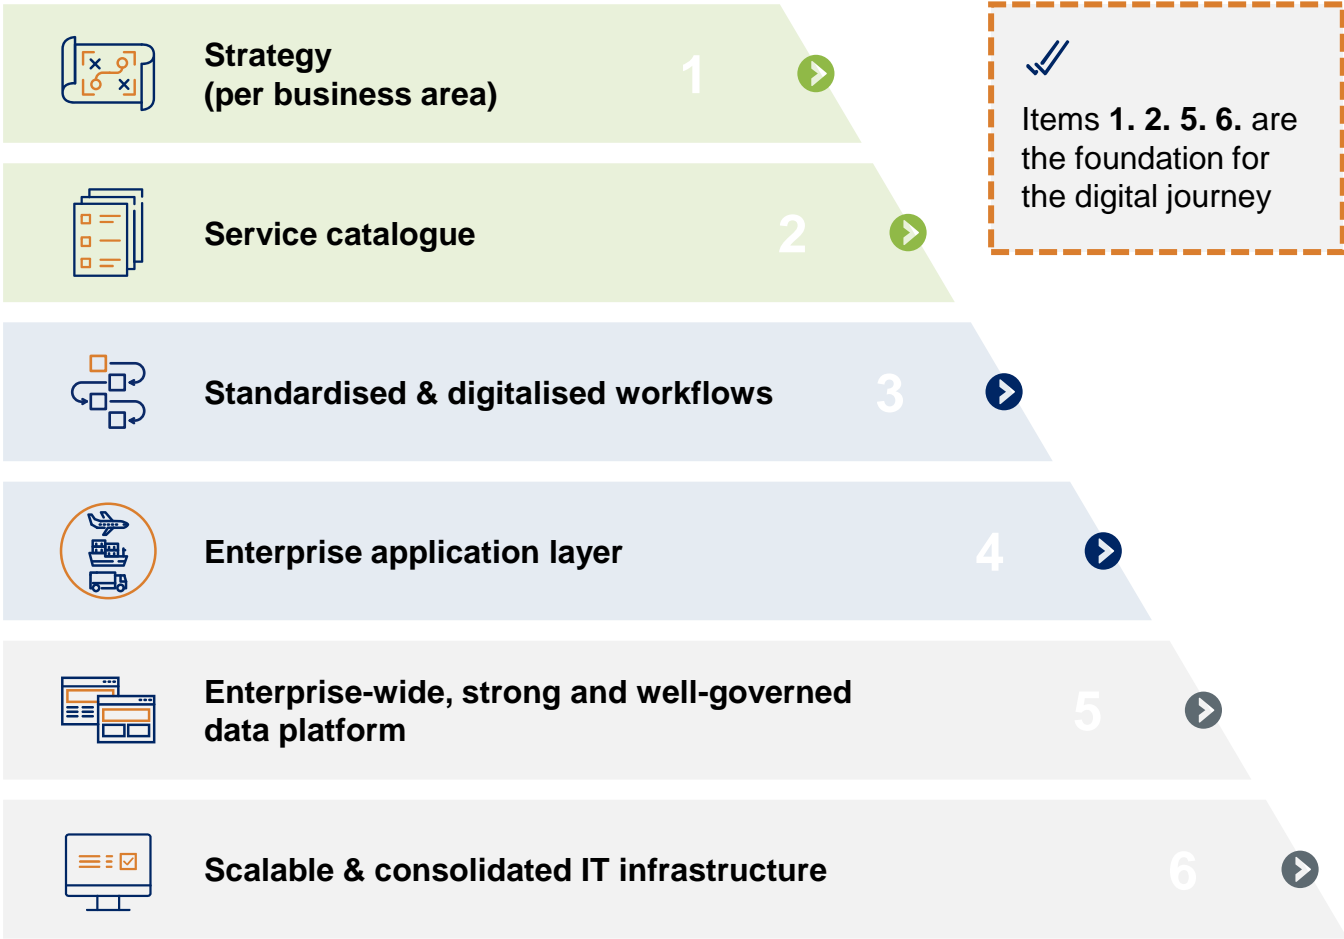 Strategy
(per business area)
1
Items 1. 2. 5. 6. are
the foundation for
the digital journey
Service catalogue
2
Standardised & digitalised workflows
3
Enterprise application layer
4
Enterprise-wide, strong and well-governed
data platform
5
Scalable & consolidated IT infrastructure
6